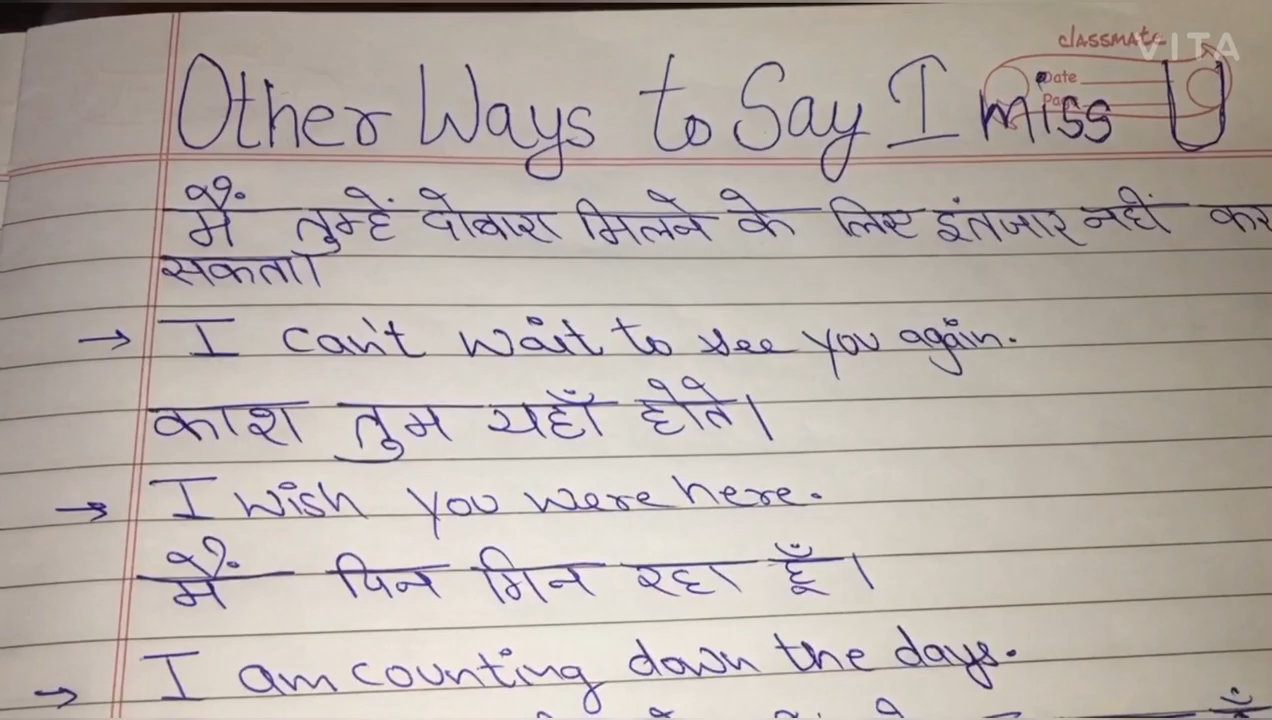 classmate
VITA
Date
Page
Other Ways to Say I miss U
मैं तुम्हें दोबारा मिलने के लिए इंतजार नहीं कर
सकता।
→ I can't wait to see you again.
काश तुम यहाँ होते।
→ I wish you were here.
मैं दिन गिन रहा हूँ।
→ I am counting down the days.